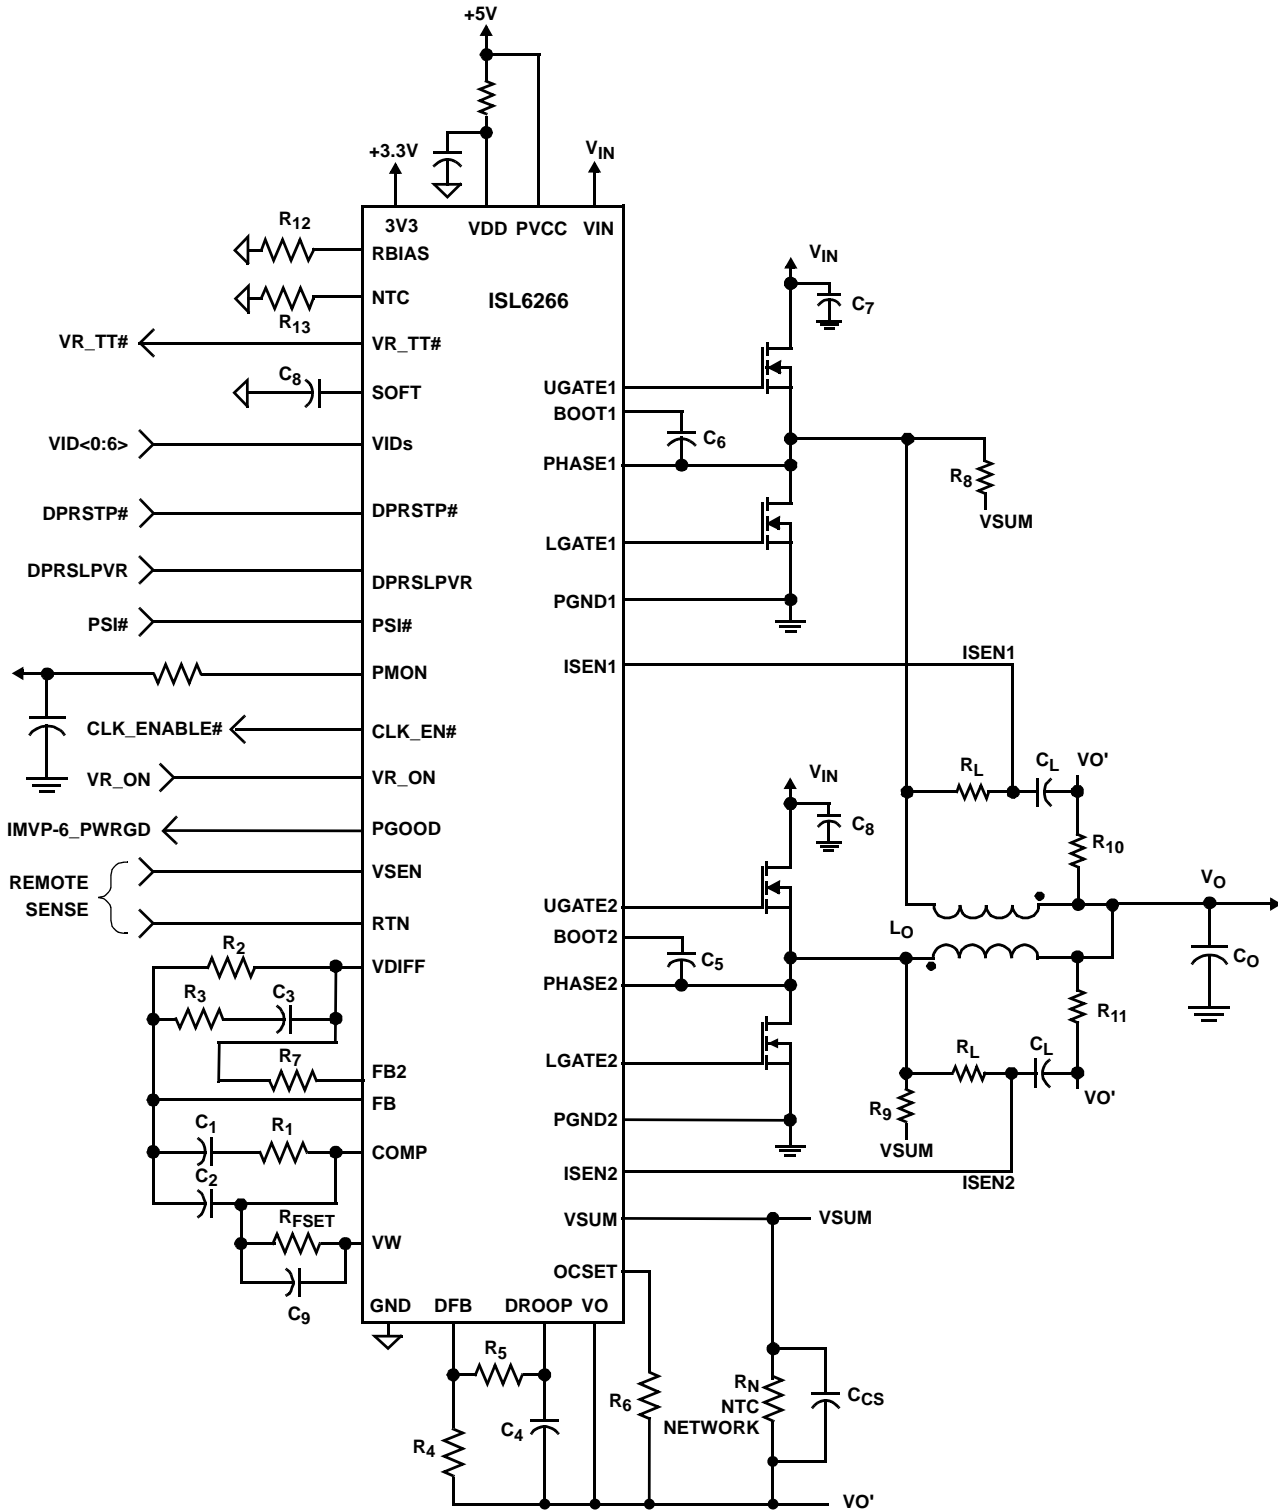 +5V
+3.3V
VIN
3V3
VDD
PVCC
VIN
R12
RBIAS
ISL6266
NTC
R13
VR_TT#
VR_TT#
C8
SOFT
VID<0:6>
VIDs
DPRSTP#
DPRSTP#
DPRSLPVR
DPRSLPVR
PSI#
PSI#
PMON
CLK_ENABLE#
CLK_EN#
VR_ON
VR_ON
IMVP-6_PWRGD
PGOOD
REMOTE
SENSE
VSEN
RTN
R2
VDIFF
R3
C3
R7
FB2
FB
C1
R1
COMP
C2
RFSET
VW
C9
GND
DFB
DROOP
VO
VIN
C7
UGATE1
BOOT1
C6
PHASE1
R8
VSUM
LGATE1
PGND1
ISEN1
ISEN1
RL
CL
VO'
R10
VIN
C8
UGATE2
BOOT2
C5
PHASE2
LO
VO
CO
R11
LGATE2
RL
CL
VO'
R9
VSUM
PGND2
ISEN2
ISEN2
VSUM
VSUM
OCSET
R5
R4
C4
R6
RN
NTC
NETWORK
CCS
VO'